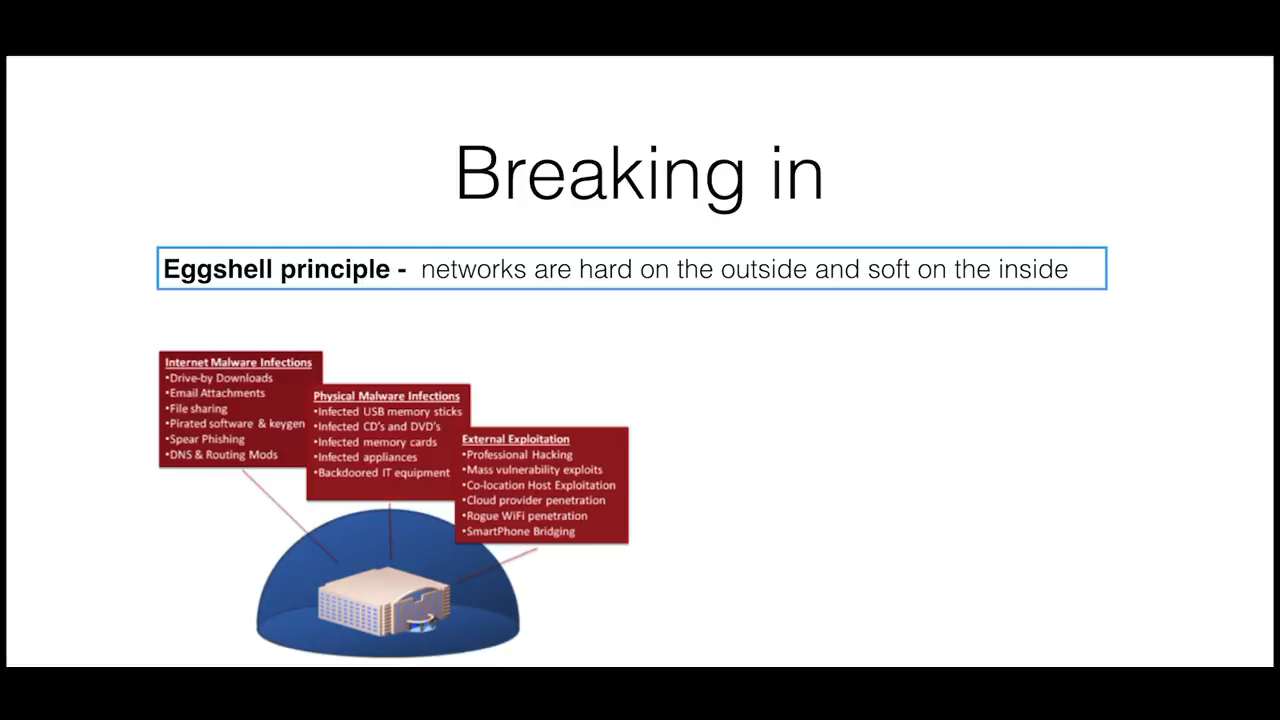 Breaking in
Eggshell principle - networks are hard on the outside and soft on the inside
Internet Malware Infections
•Drive-by Downloads
•Email Attachments
•File sharing
•Pirated software & keygen
•Spear Phishing
•DNS & Routing Mods
Physical Malware Infections
•Infected USB memory sticks
•Infected CD's and DVD's
•Infected memory cards
•Infected appliances
•Backdoored IT equipment
External Exploitation
•Professional Hacking
•Mass vulnerability exploits
•Co-location Host Exploitation
•Cloud provider penetration
•Rogue WiFi penetration
•SmartPhone Bridging